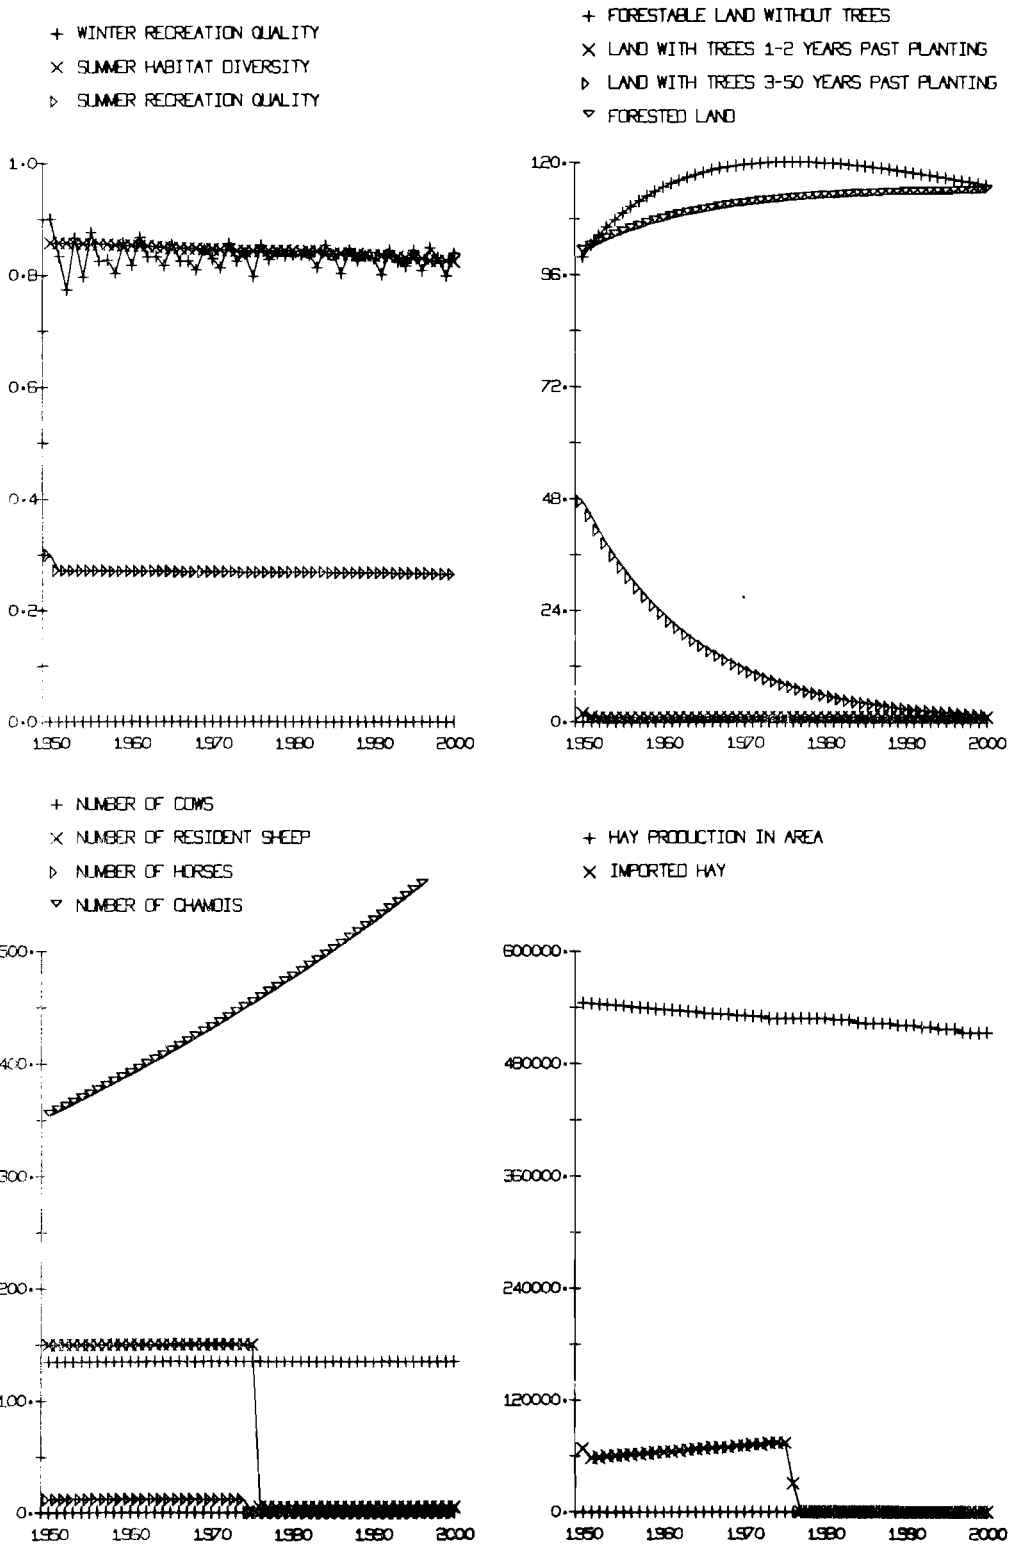 + WINTER RECREATION QUALITY
× SUMMER HABITAT DIVERSITY
▷ SUMMER RECREATION QUALITY
1.0
0.8
0.6
0.4
0.2
0.0
1950 1960 1970 1980 1990 2000
+ FORESTABLE LAND WITHOUT TREES
× LAND WITH TREES 1-2 YEARS PAST PLANTING
▷ LAND WITH TREES 3-50 YEARS PAST PLANTING
▽ FORESTED LAND
120.
96.
72.
48.
24.
0.
1950 1960 1970 1980 1990 2000
+ NUMBER OF COWS
× NUMBER OF RESIDENT SHEEP
▷ NUMBER OF HORSES
▽ NUMBER OF CHAMOIS
500.
400.
300.
200.
100.
0.
1950 1960 1970 1980 1990 2000
+ HAY PRODUCTION IN AREA
× IMPORTED HAY
600000.
480000.
360000.
240000.
120000.
0.
1950 1960 1970 1980 1990 2000